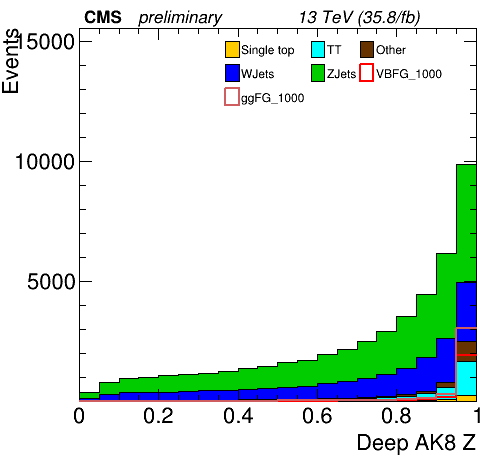 CMS preliminary 13 TeV (35.8/fb)
Events
Single top TT Other
WJets ZJets VBFG_1000
ggFG_1000
15000
10000
5000
0 0.2 0.4 0.6 0.8 1
Deep AK8 Z